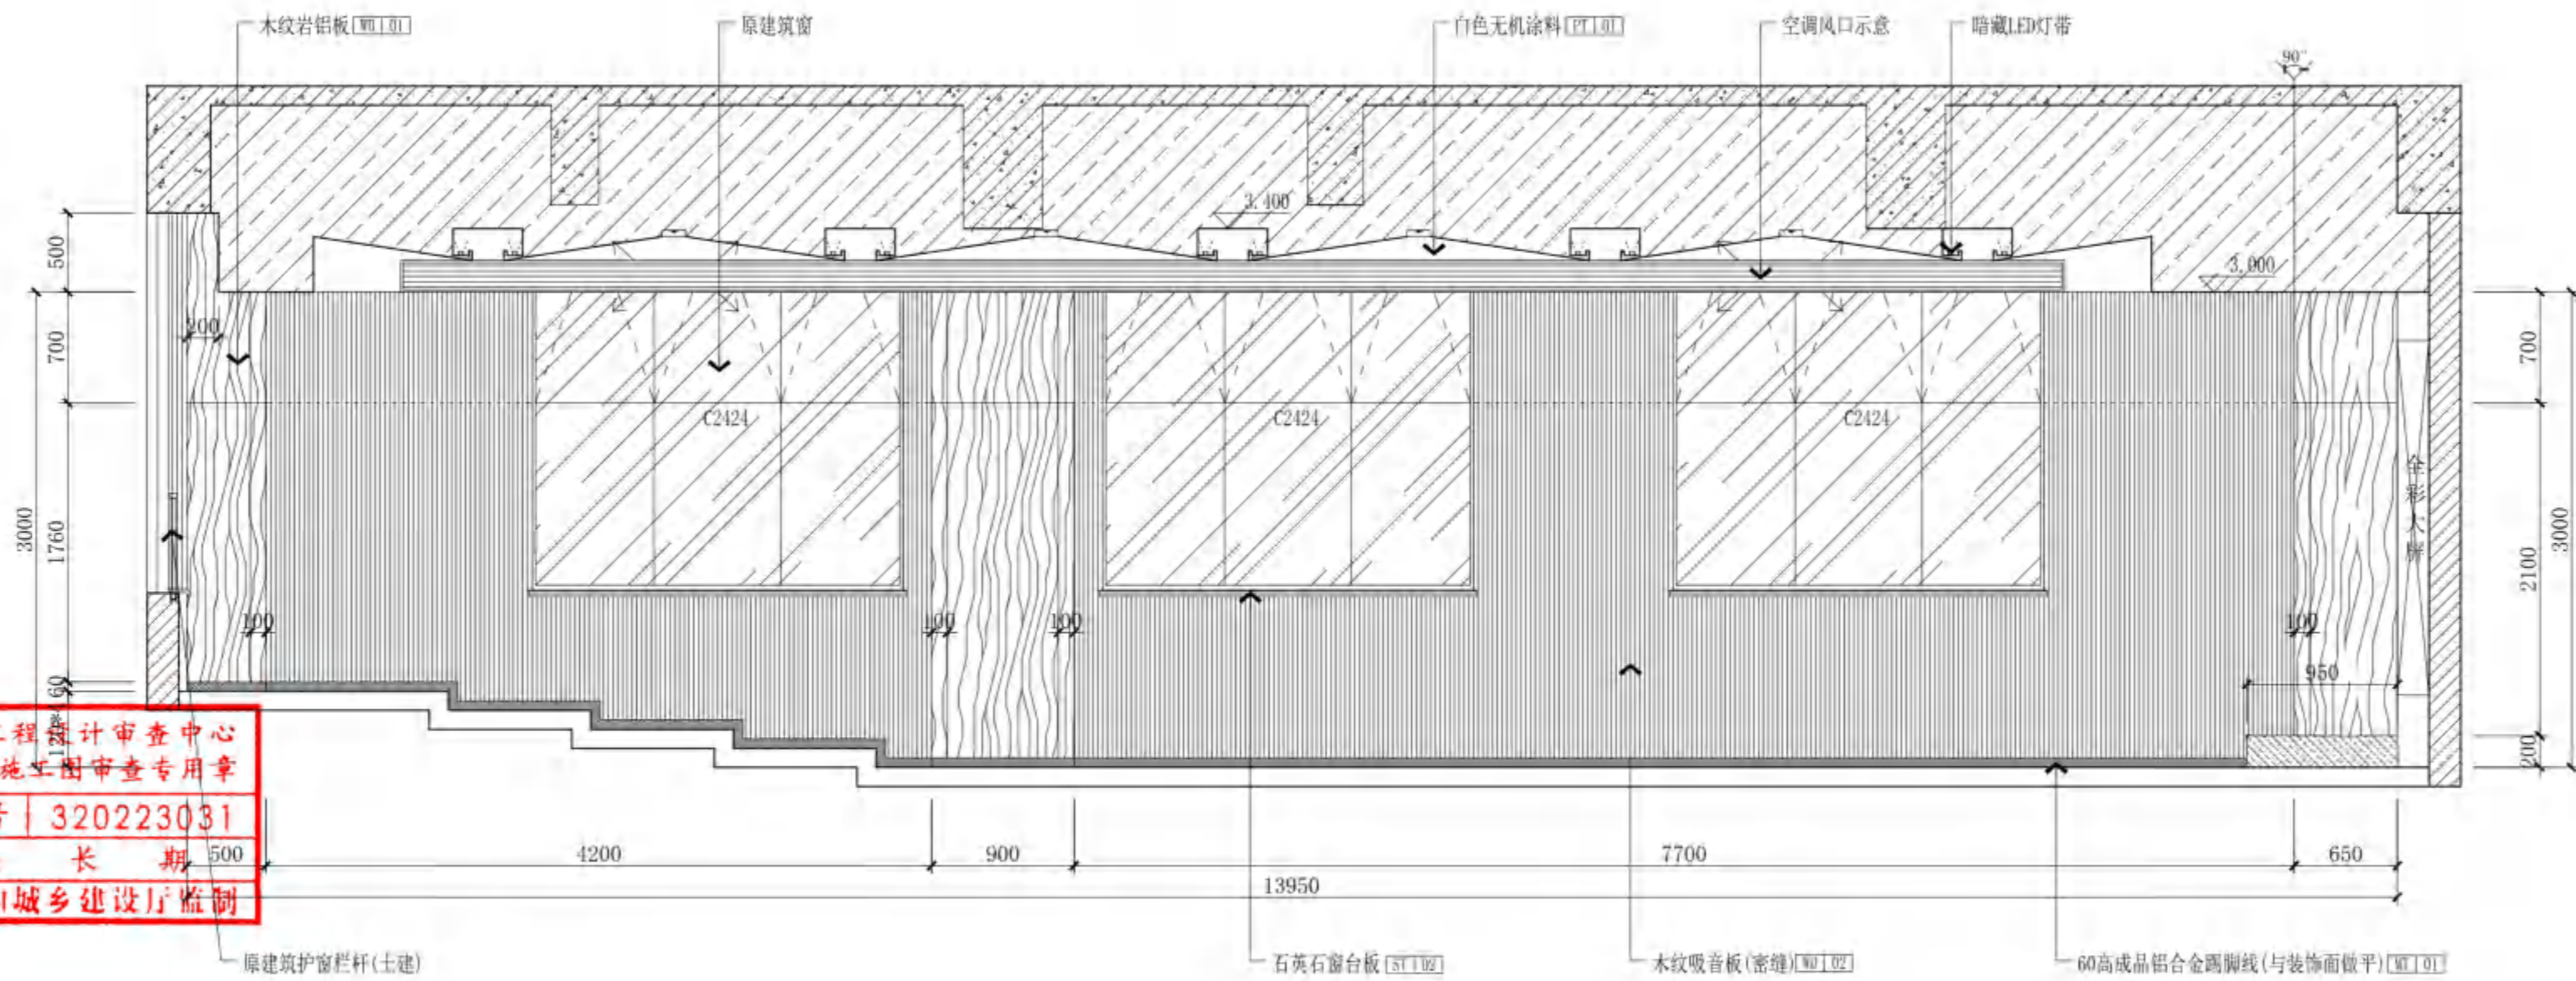 木纹岩铝板 WD 01
原建筑窗
白色无机涂料 PT 01
空调风口示意
暗藏LED灯带
90°
3.400
3.000
500
700
1760
60
120*4
3000
200
C2424
C2424
C2424
全彩大屏
700
2100
200
3000
100
100
100
100
950
工程设计审查中心
施工图审查专用章
号 320223031
长 期
城乡建设厅监制
500
4200
900
7700
650
13950
原建筑护窗栏杆(土建)
石英石窗台板 ST 02
木纹吸音板(密缝) WD 02
60高成品铝合金踢脚线(与装饰面做平) MT 01